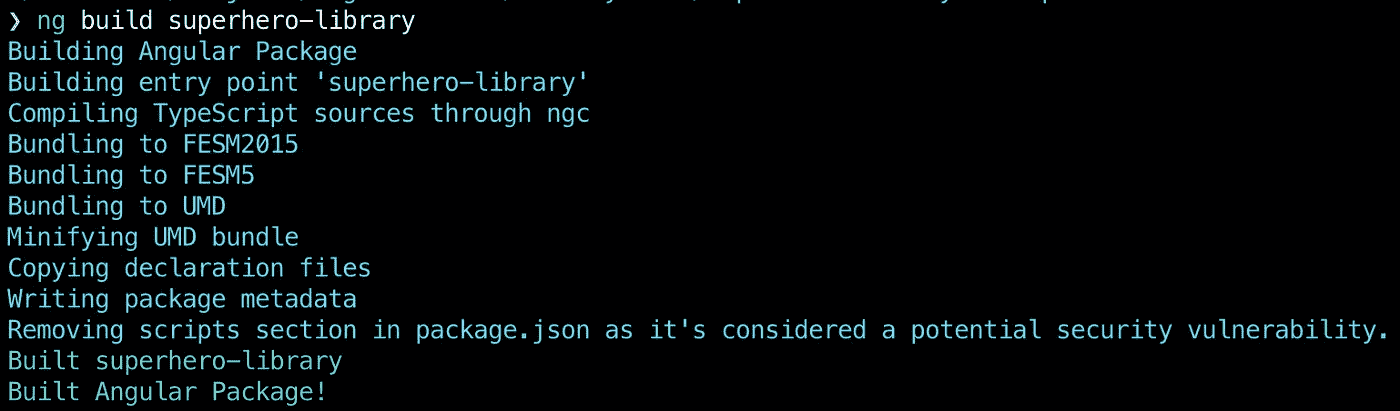 ❯ ng build superhero-library
Building Angular Package
Building entry point 'superhero-library'
Compiling TypeScript sources through ngc
Bundling to FESM2015
Bundling to FESM5
Bundling to UMD
Minifying UMD bundle
Copying declaration files
Writing package metadata
Removing scripts section in package.json as it's considered a potential security vulnerability.
Built superhero-library
Built Angular Package!